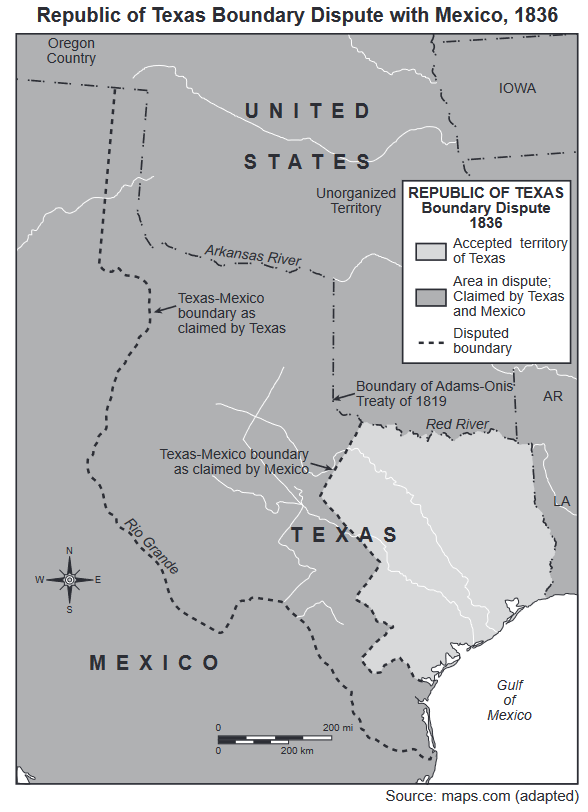 Republic of Texas Boundary Dispute with Mexico, 1836
Oregon
Country
IOWA
UNITED
STATES
Unorganized
Territory
REPUBLIC OF TEXAS
Boundary Dispute
1836
Accepted territory
of Texas
Area in dispute;
Claimed by Texas
and Mexico
Disputed
boundary
Arkansas River
Texas-Mexico
boundary as
claimed by Texas
Boundary of Adams-Onis
Treaty of 1819
AR
Red River
Texas-Mexico boundary
as claimed by Mexico
LA
TEXAS
Rio Grande
N
W
E
S
MEXICO
Gulf
of
Mexico
0 200 mi
0 200 km
Source: maps.com (adapted)